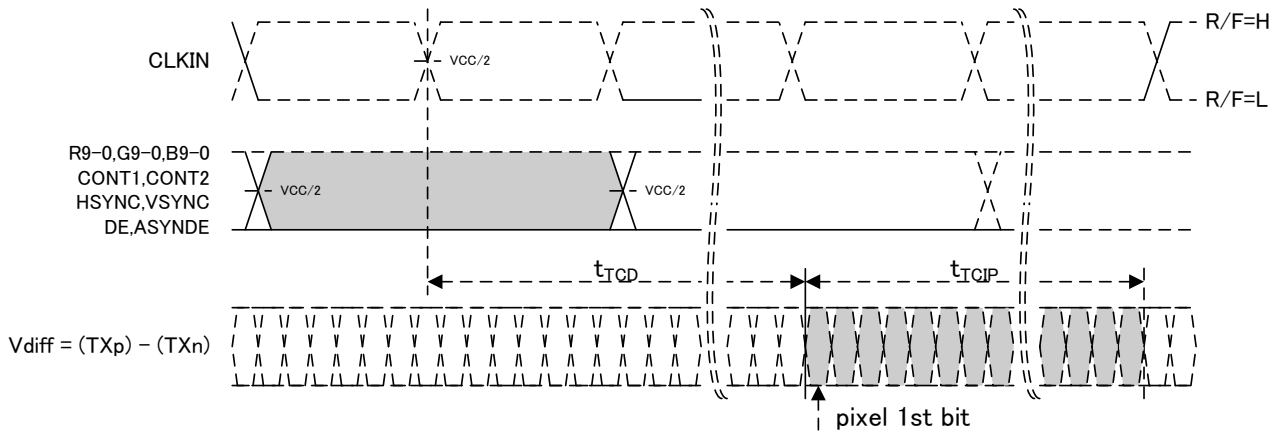 R/F=H
CLKIN
VCC/2
R/F=L
R9-0,G9-0,B9-0
CONT1,CONT2
HSYNC,VSYNC
DE,ASYNDE
VCC/2
VCC/2
tTCD
tTCIP
Vdiff = (TXp) - (TXn)
pixel 1st bit